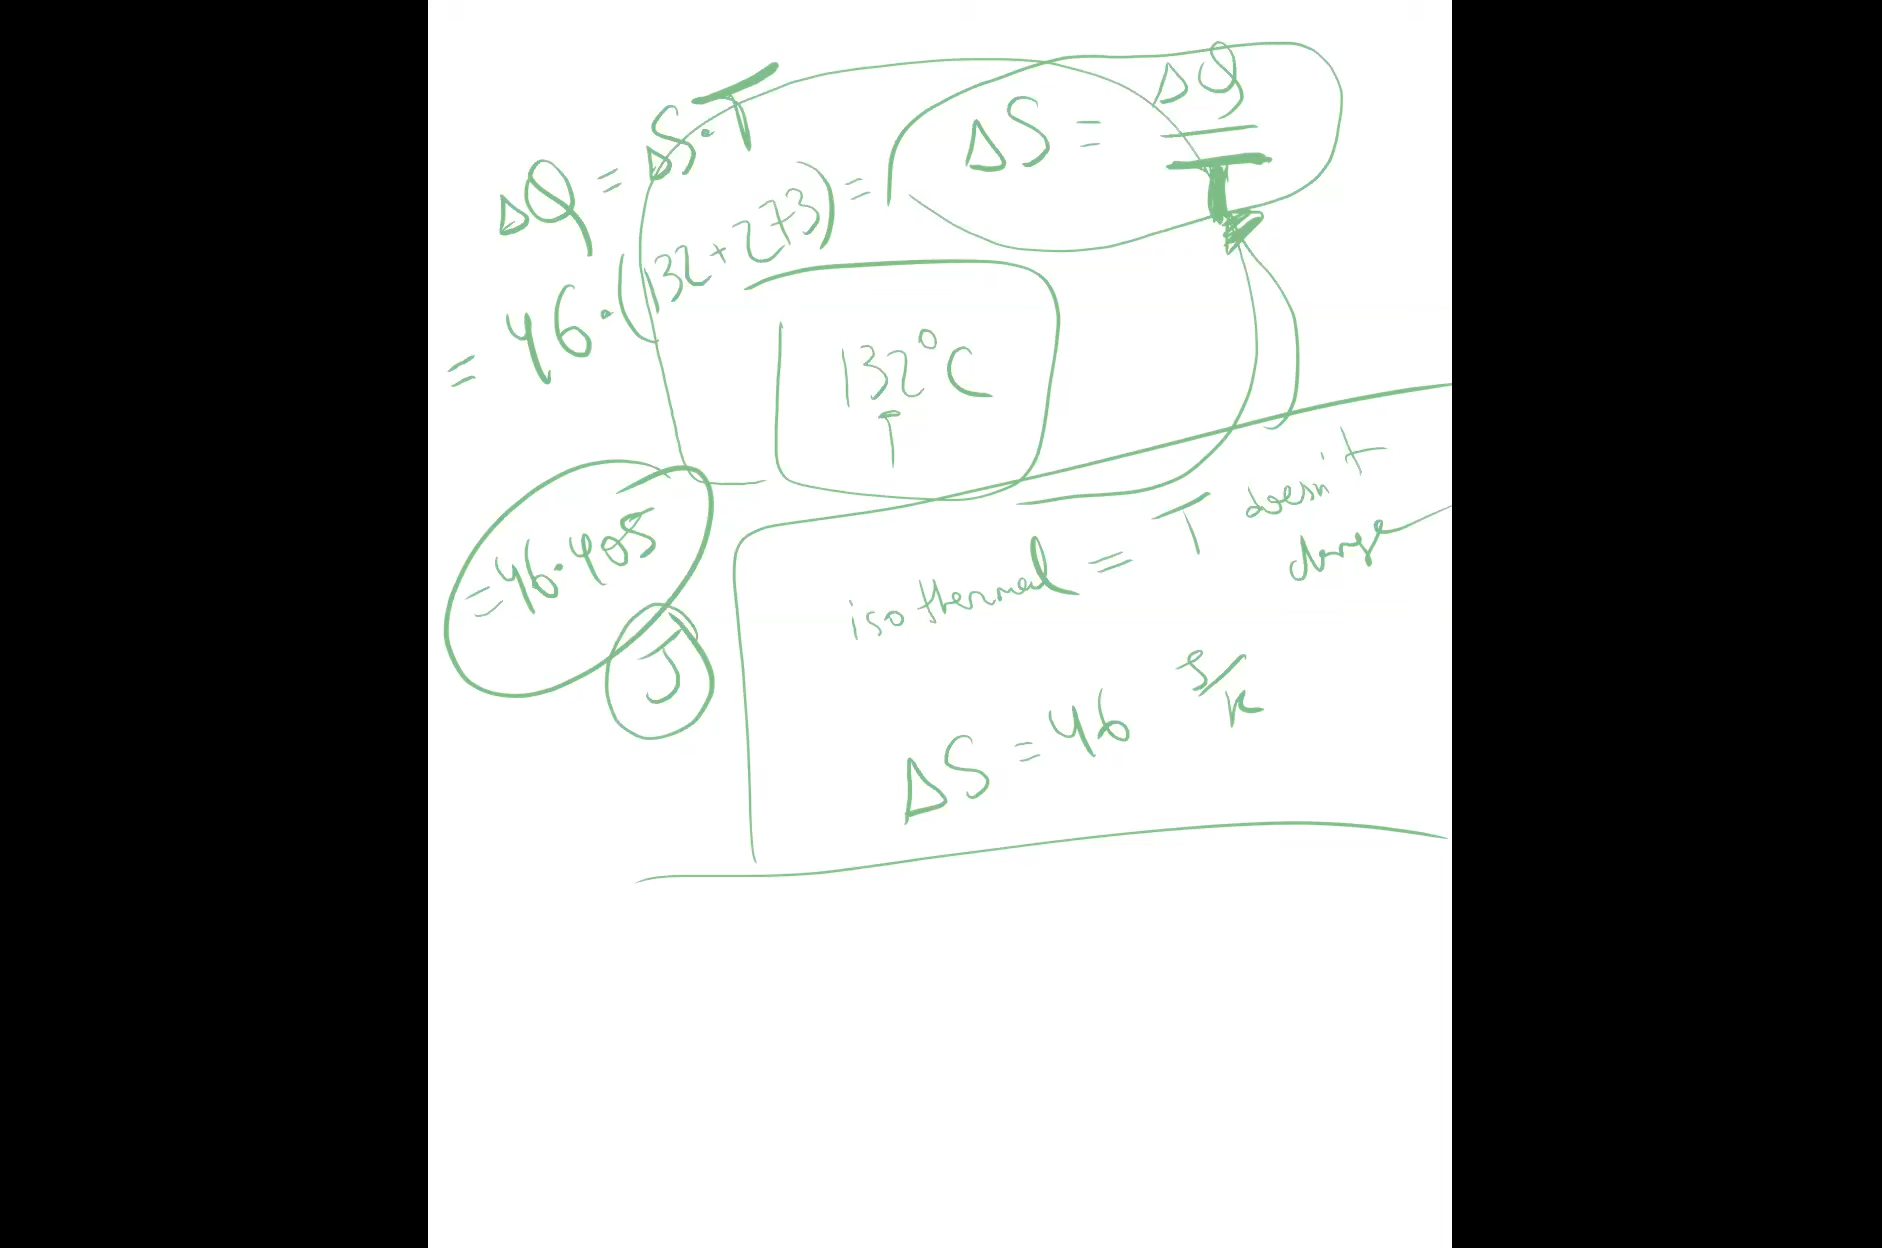 ΔQ = ΔS · T
ΔS = ΔQ / T
= 46 · (132 + 273) =
132°C
T
= 46 · 405
J
isothermal = T doesn't
change
ΔS = 46 J/K